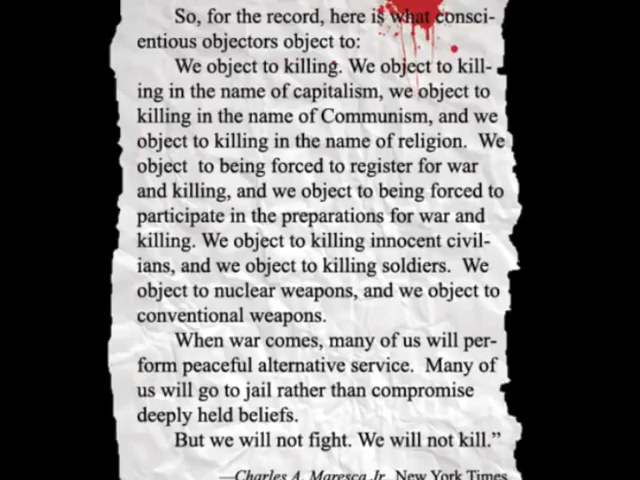 So, for the record, here is what consci-
entious objectors object to:
We object to killing. We object to kill-
ing in the name of capitalism, we object to
killing in the name of Communism, and we
object to killing in the name of religion.  We
object  to being forced to register for war
and killing, and we object to being forced to
participate in the preparations for war and
killing. We object to killing innocent civil-
ians, and we object to killing soldiers.  We
object to nuclear weapons, and we object to
conventional weapons.
When war comes, many of us will per-
form peaceful alternative service.  Many of
us will go to jail rather than compromise
deeply held beliefs.
But we will not fight. We will not kill.”
—Charles A. Maresca Jr. New York Times